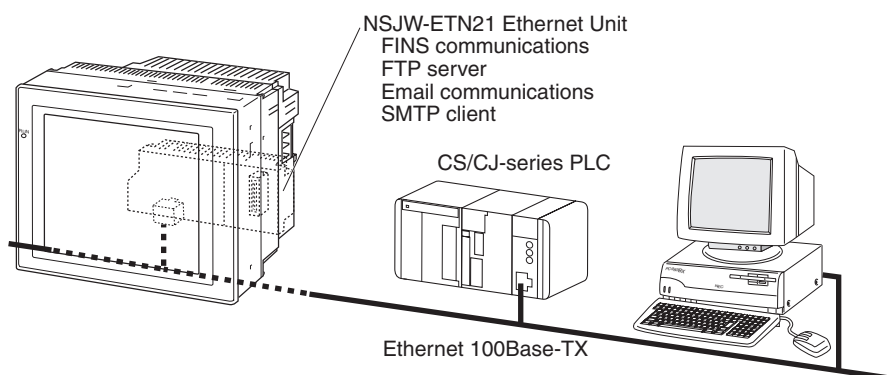 NSJW-ETN21 Ethernet Unit
FINS communications
FTP server
Email communications
SMTP client
RUN
CS/CJ-series PLC
Ethernet 100Base-TX